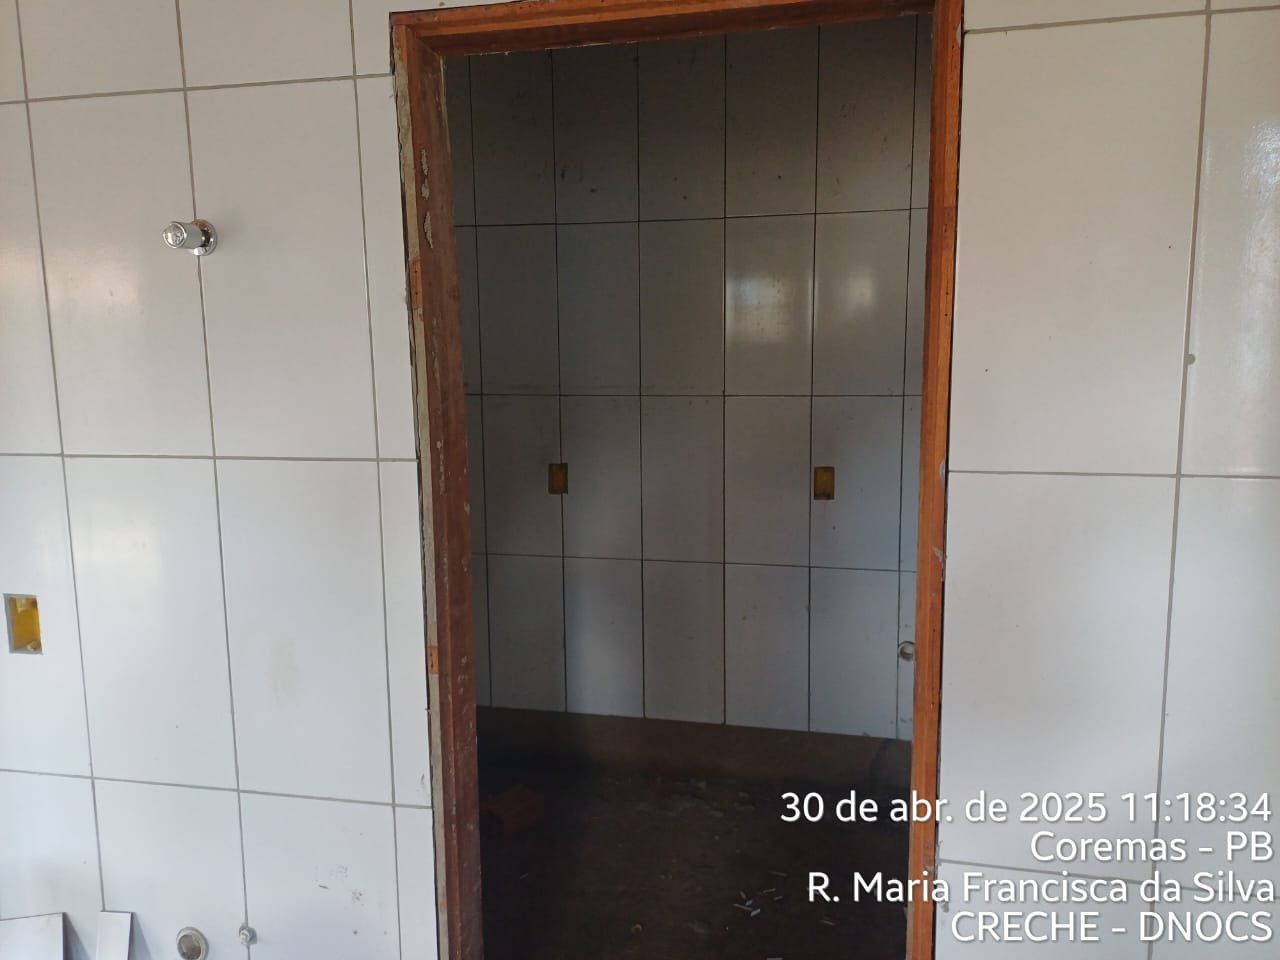 30 de abr. de 2025 11:18:34
Coremas - PB
R. Maria Francisca da Silva
CRECHE - DNOCS